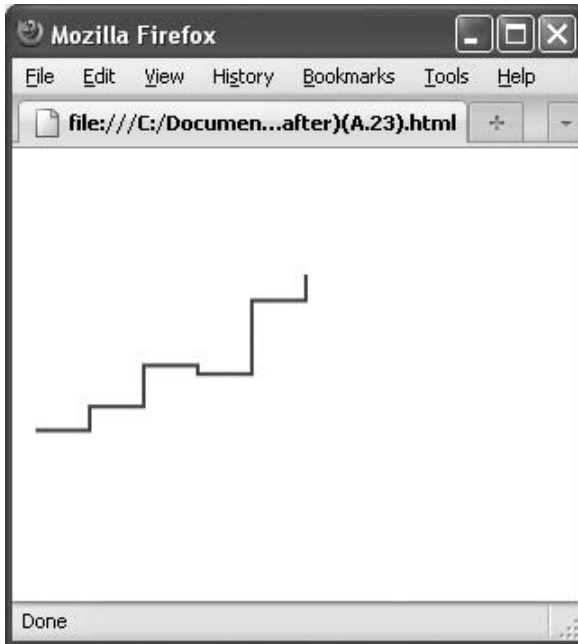 Mozilla Firefox
File Edit View History Bookmarks Tools Help
file:///C:/Documen...after)(A.23).html
Done